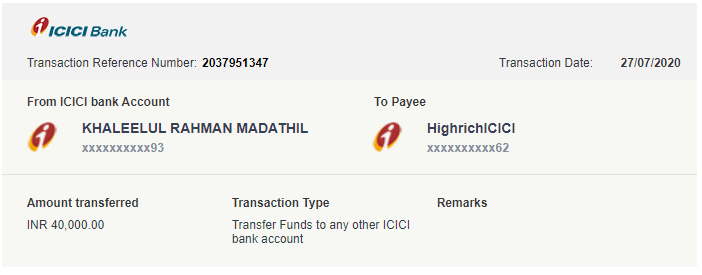 ICICI Bank
Transaction Reference Number: 2037951347 Transaction Date: 27/07/2020
From ICICI bank Account To Payee
KHALEELUL RAHMAN MADATHIL HighrichICICI
xxxxxxxxxx93 xxxxxxxxxx62
Amount transferred Transaction Type Remarks
INR 40,000.00 Transfer Funds to any other ICICI
bank account